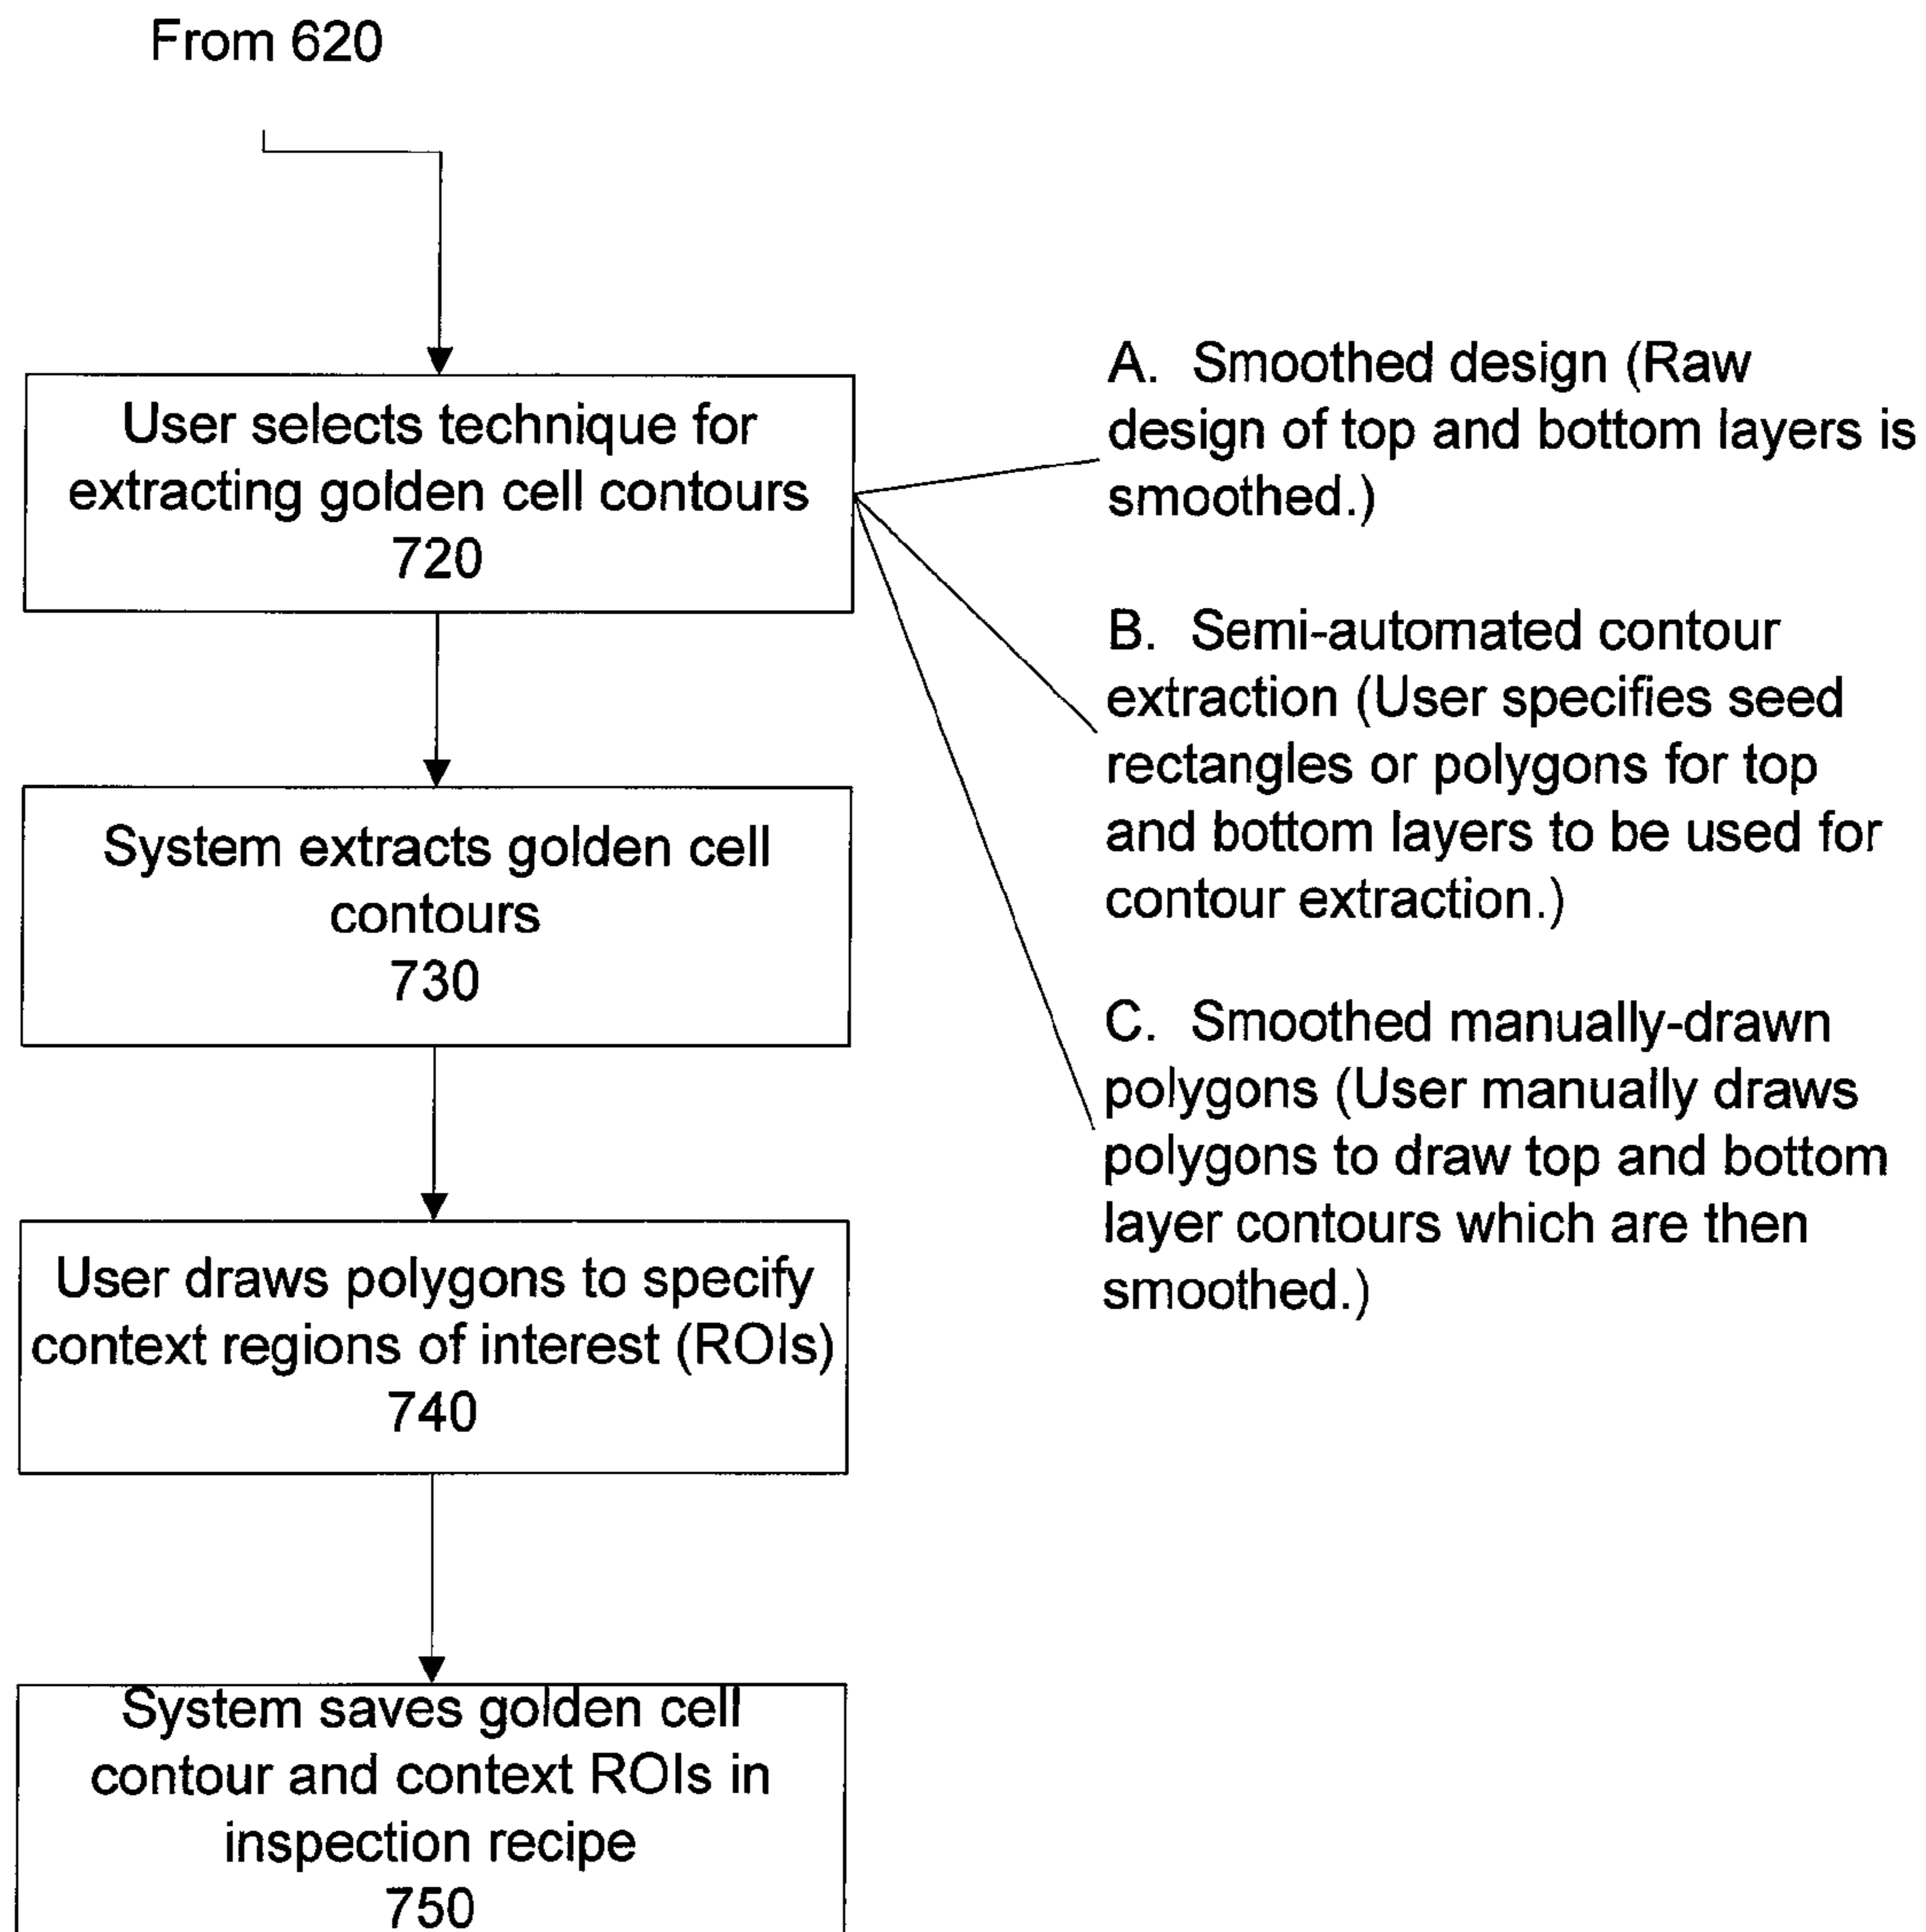 From 620
User selects technique for
extracting golden cell contours
720
A. Smoothed design (Raw
design of top and bottom layers is
smoothed.)
B. Semi-automated contour
extraction (User specifies seed
rectangles or polygons for top
and bottom layers to be used for
contour extraction.)
C. Smoothed manually-drawn
polygons (User manually draws
polygons to draw top and bottom
layer contours which are then
smoothed.)
System extracts golden cell
contours
730
User draws polygons to specify
context regions of interest (ROIs)
740
System saves golden cell
contour and context ROIs in
inspection recipe
750